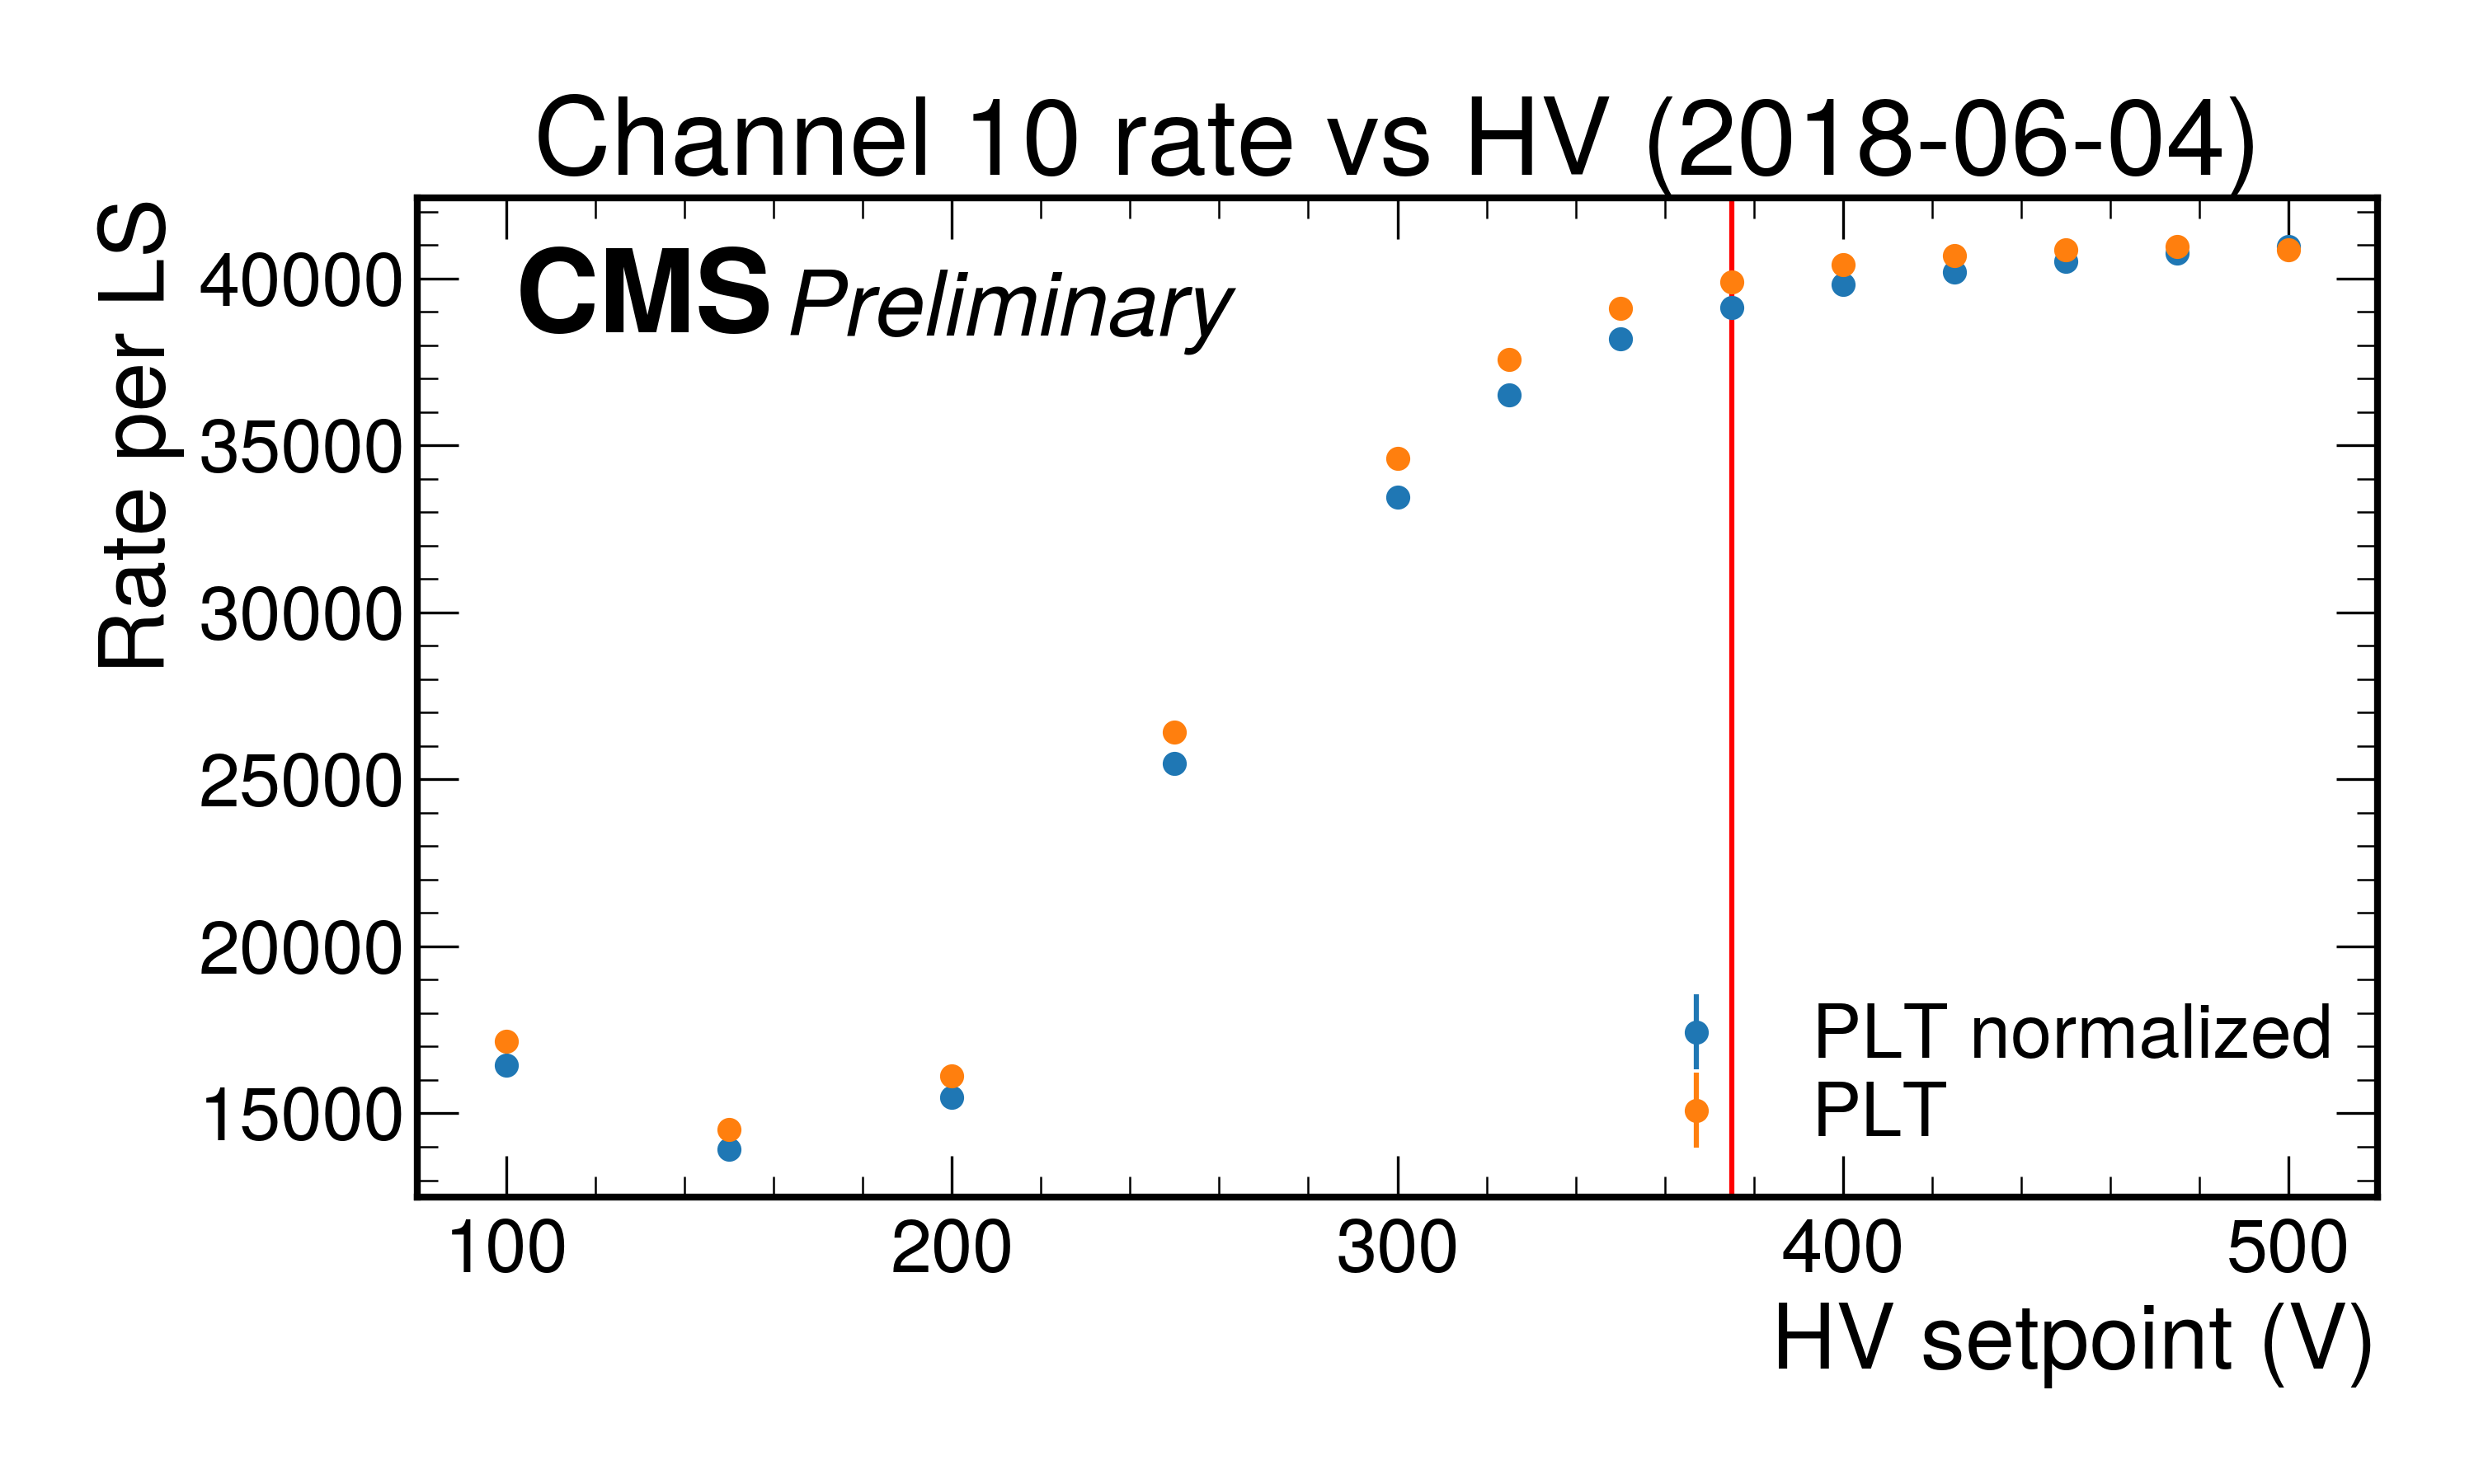 Channel 10 rate vs HV (2018-06-04)
CMS Preliminary
Rate per LS
40000
35000
30000
25000
20000
15000
PLT normalized
PLT
100 200 300 400 500
HV setpoint (V)